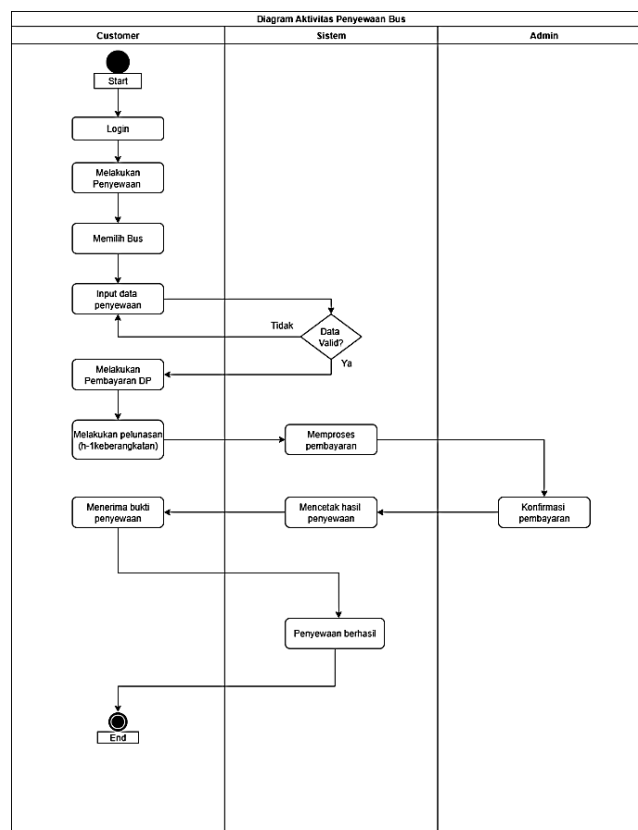 Diagram Aktivitas Penyewaan Bus
Customer
Sistem
Admin
Start
Login
Melakukan
Penyewaan
Memilih Bus
Input data
penyewaan
Tidak
Data
Valid?
Ya
Melakukan
Pembayaran DP
Melakukan pelunasan
(h-1keberangkatan)
Memproses
pembayaran
Menerima bukti
penyewaan
Mencetak hasil
penyewaan
Konfirmasi
pembayaran
Penyewaan berhasil
End